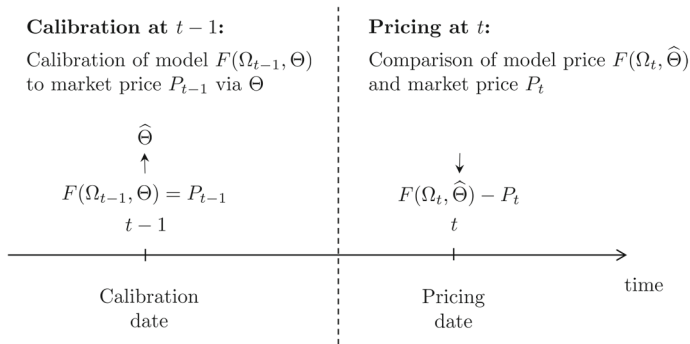 Calibration at t − 1:
Calibration of model F(Ω_{t−1}, Θ)
to market price P_{t−1} via Θ
Θ̂
F(Ω_{t−1}, Θ) = P_{t−1}
t − 1
Calibration
date
Pricing at t:
Comparison of model price F(Ω_t, Θ̂)
and market price P_t
F(Ω_t, Θ̂) − P_t
t
Pricing
date
time